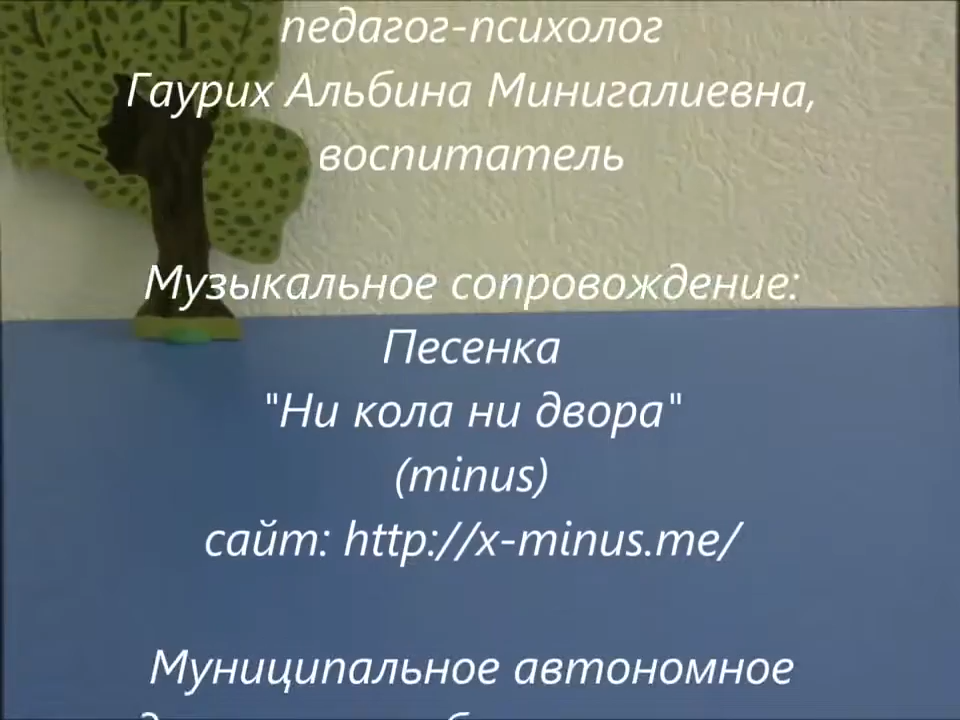 педагог-психолог
Гаурих Альбина Минигалиевна,
воспитатель
Музыкальное сопровождение:
Песенка
"Ни кола ни двора"
(minus)
сайт: http://x-minus.me/
Муниципальное автономное